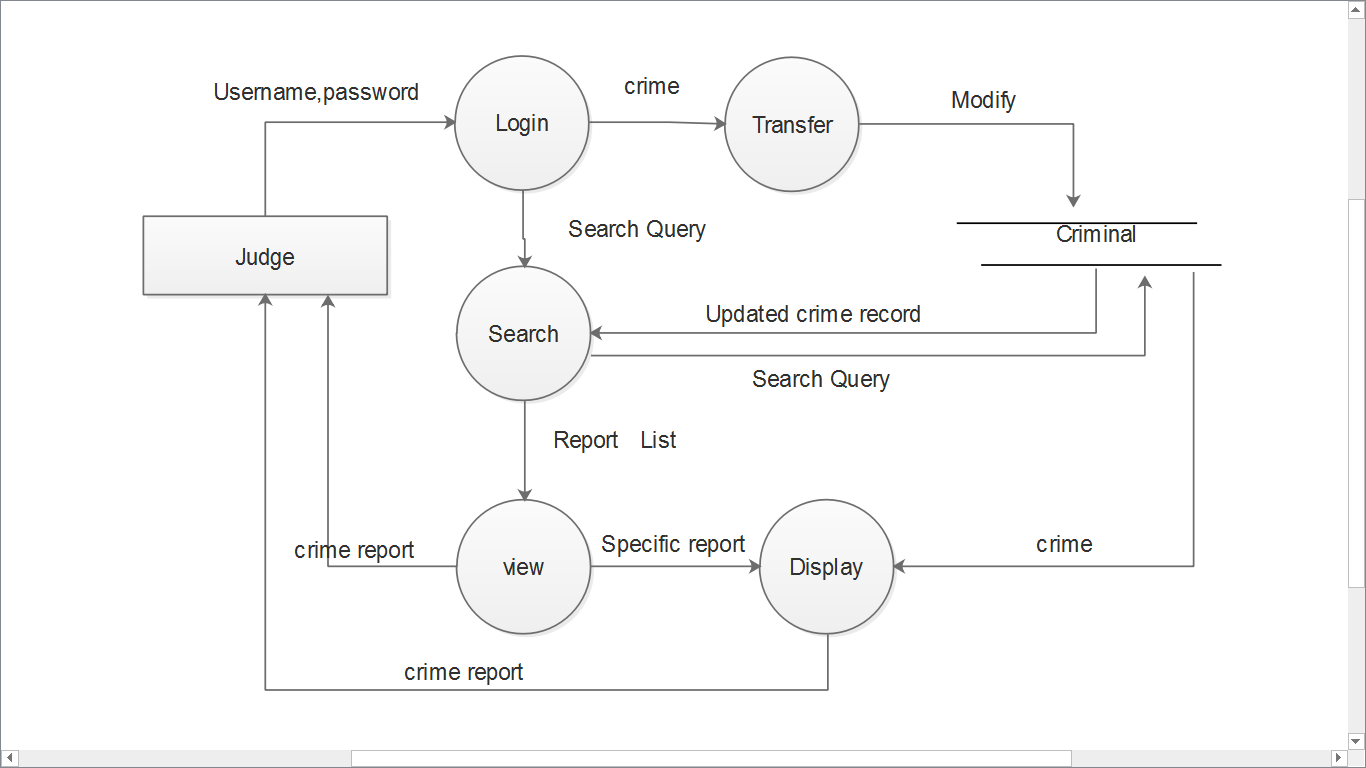 crime
Username,password
Modify
Login
Transfer
Search Query
Criminal
Judge
Updated crime record
Search
Search Query
Report List
Specific report
crime
crime report
view
Display
crime report